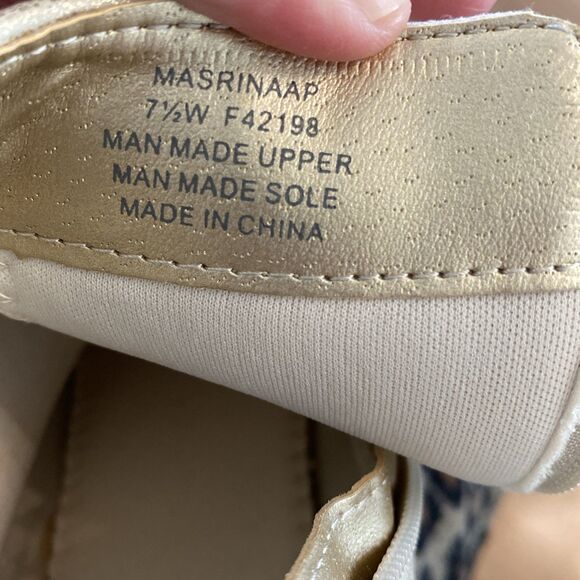 MASRINAAP
7½W F42198
MAN MADE UPPER
MAN MADE SOLE
MADE IN CHINA